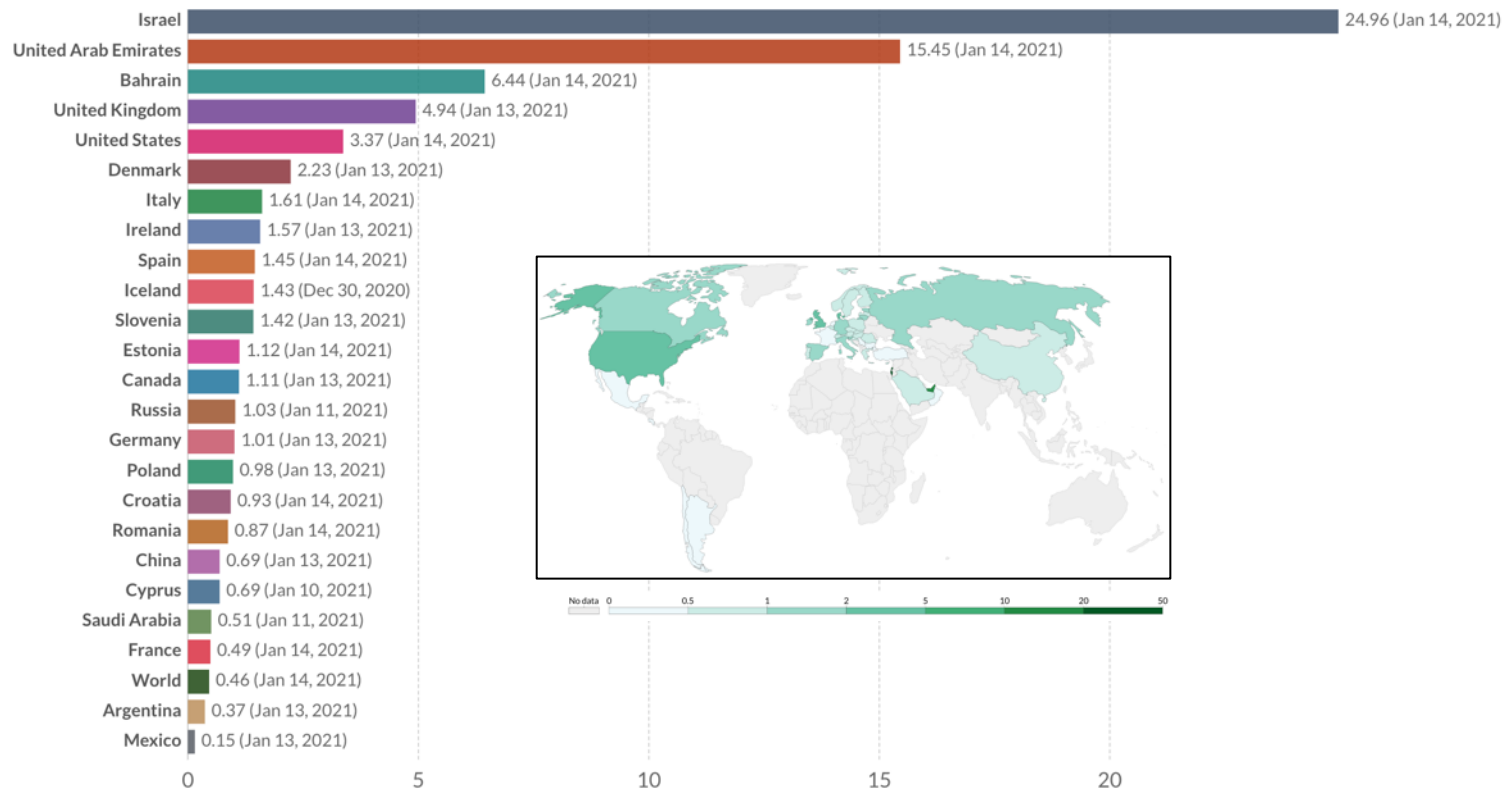 Israel 24.96 (Jan 14, 2021)
United Arab Emirates 15.45 (Jan 14, 2021)
Bahrain 6.44 (Jan 14, 2021)
United Kingdom 4.94 (Jan 13, 2021)
United States 3.37 (Jan 14, 2021)
Denmark 2.23 (Jan 13, 2021)
Italy 1.61 (Jan 14, 2021)
Ireland 1.57 (Jan 13, 2021)
Spain 1.45 (Jan 14, 2021)
Iceland 1.43 (Dec 30, 2020)
Slovenia 1.42 (Jan 13, 2021)
Estonia 1.12 (Jan 14, 2021)
Canada 1.11 (Jan 13, 2021)
Russia 1.03 (Jan 11, 2021)
Germany 1.01 (Jan 13, 2021)
Poland 0.98 (Jan 13, 2021)
Croatia 0.93 (Jan 14, 2021)
Romania 0.87 (Jan 14, 2021)
China 0.69 (Jan 13, 2021)
Cyprus 0.69 (Jan 10, 2021)
Saudi Arabia 0.51 (Jan 11, 2021)
France 0.49 (Jan 14, 2021)
World 0.46 (Jan 14, 2021)
Argentina 0.37 (Jan 13, 2021)
Mexico 0.15 (Jan 13, 2021)
0 5 10 15 20
No data 0 0.5 1 2 5 10 20 50